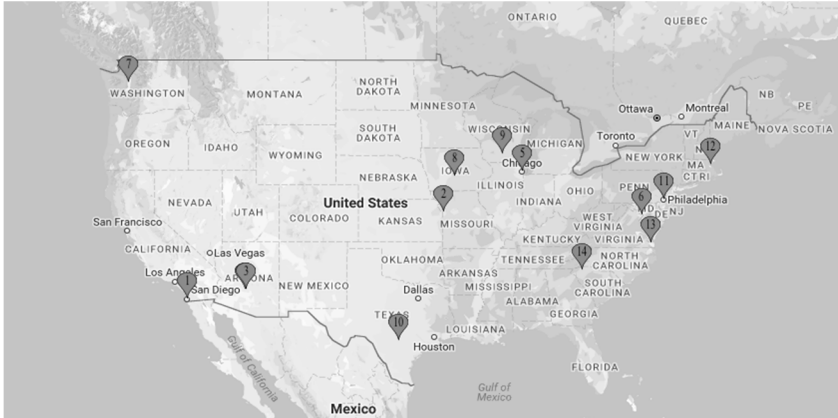 ONTARIO
QUEBEC
7
WASHINGTON
MONTANA
NORTH
DAKOTA
MINNESOTA
Ottawa
Montreal
NB
PE
MAINE
NOVA SCOTIA
OREGON
IDAHO
SOUTH
DAKOTA
WISCONSIN
9
MICHIGAN
Toronto
VT
12
WYOMING
8
IOWA
5
Chicago
NEW YORK
MA
CT RI
NEBRASKA
ILLINOIS
INDIANA
OHIO
PENN
11
NEVADA
UTAH
COLORADO
United States
KANSAS
2
MISSOURI
WEST
VIRGINIA
6
MD
DE
NJ
Philadelphia
San Francisco
CALIFORNIA
Las Vegas
KENTUCKY
VIRGINIA
13
Los Angeles
1
San Diego
ARIZONA
3
NEW MEXICO
OKLAHOMA
ARKANSAS
TENNESSEE
14
NORTH
CAROLINA
Dallas
MISSISSIPPI
ALABAMA
SOUTH
CAROLINA
GEORGIA
TEXAS
10
LOUISIANA
Houston
FLORIDA
Gulf of California
Gulf of
Mexico
Mexico